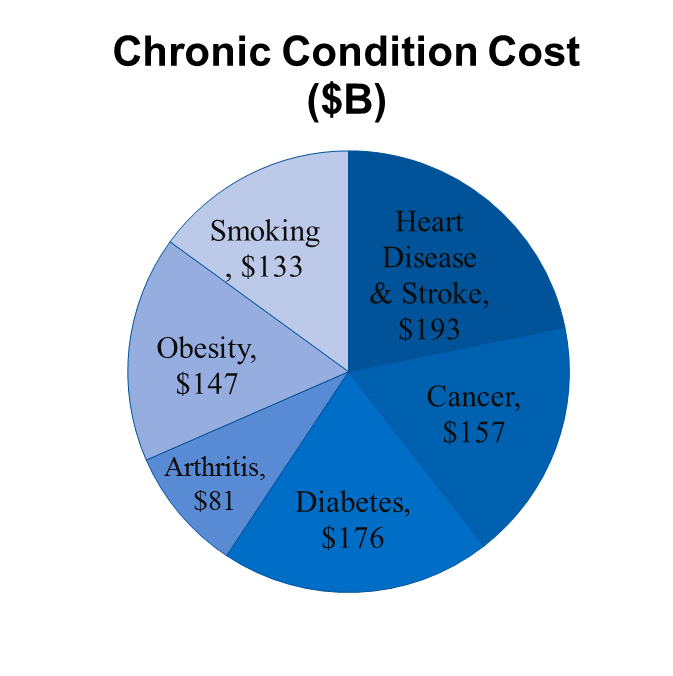 Chronic Condition Cost
($B)
Smoking
, $133
Heart
Disease
& Stroke,
$193
Obesity,
$147
Cancer,
$157
Arthritis,
$81
Diabetes,
$176